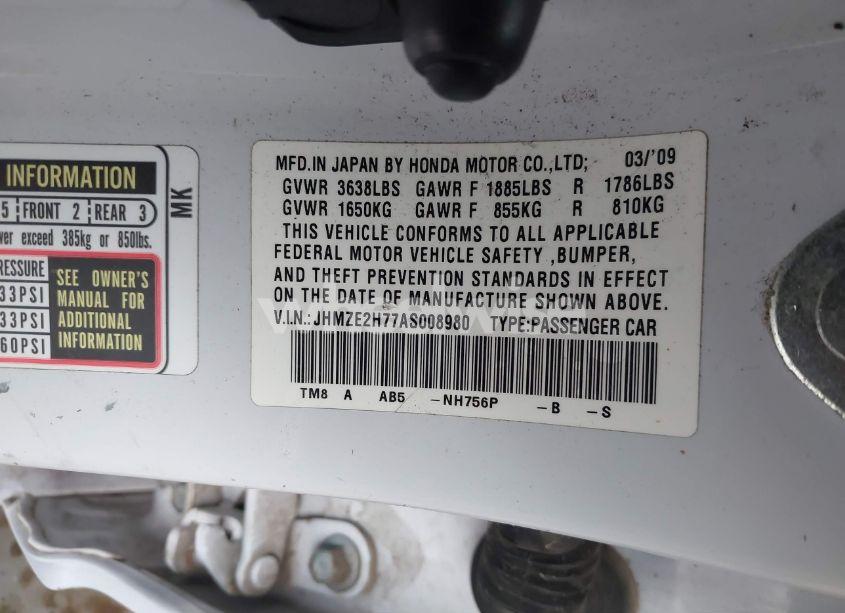 INFORMATION
5 FRONT 2 REAR 3
ver exceed 385kg or 850lbs.
RESSURE
33PSI
33PSI
60PSI
SEE OWNER'S
MANUAL FOR
ADDITIONAL
INFORMATION
MK
MFD.IN JAPAN BY HONDA MOTOR CO.,LTD; 03/'09
GVWR 3638LBS GAWR F 1885LBS R 1786LBS
GVWR 1650KG GAWR F 855KG R 810KG
THIS VEHICLE CONFORMS TO ALL APPLICABLE
FEDERAL MOTOR VEHICLE SAFETY ,BUMPER,
AND THEFT PREVENTION STANDARDS IN EFFECT
ON THE DATE OF MANUFACTURE SHOWN ABOVE.
V.I.N.: JHMZE2H77AS008980 TYPE:PASSENGER CAR
TM8 A AB5 -NH756P -B -S